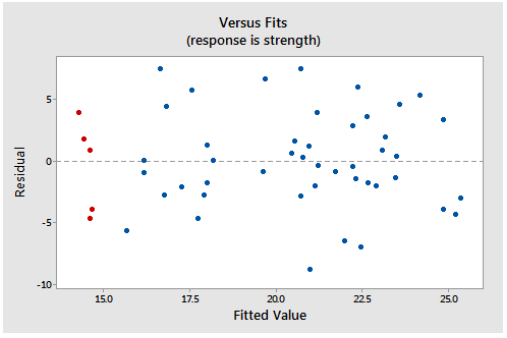 Versus Fits
(response is strength)
5
0
-5
-10
Residual
15.0 17.5 20.0 22.5 25.0
Fitted Value